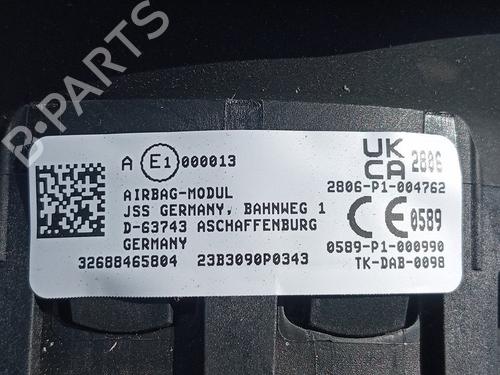 B-PARTS
A E1 000013
UK
CA 2806
2806-P1-004762
AIRBAG-MODUL
JSS GERMANY, BAHNWEG 1
D-63743 ASCHAFFENBURG
GERMANY
CE 0589
0589-P1-000990
32688465804 23B3090P0343 TK-DAB-0098